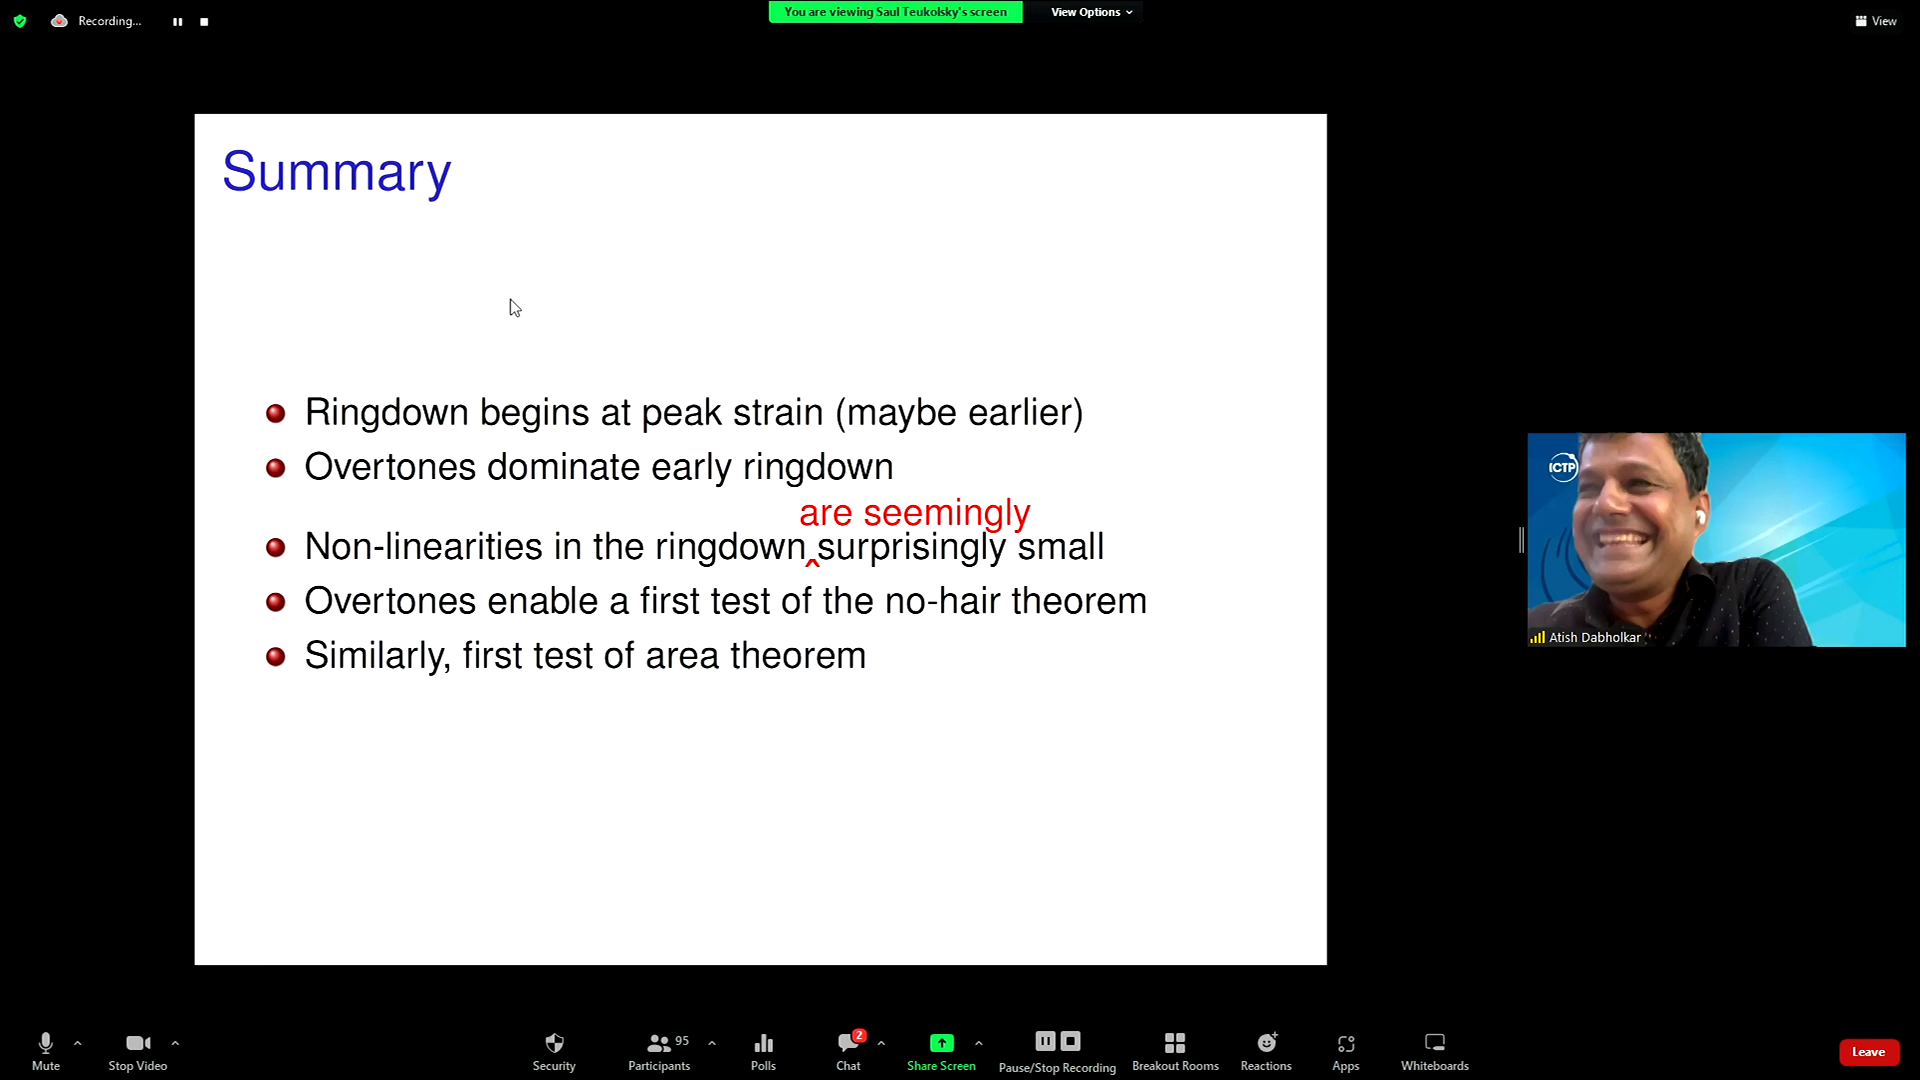 Recording...
You are viewing Saul Teukolsky's screen
View Options
View
Summary
Ringdown begins at peak strain (maybe earlier)
Overtones dominate early ringdown
are seemingly
Non-linearities in the ringdown ^ surprisingly small
Overtones enable a first test of the no-hair theorem
Similarly, first test of area theorem
ICTP
Atish Dabholkar
Mute
Stop Video
Security
Participants 95
Polls
Chat 2
Share Screen
Pause/Stop Recording
Breakout Rooms
Reactions
Apps
Whiteboards
Leave